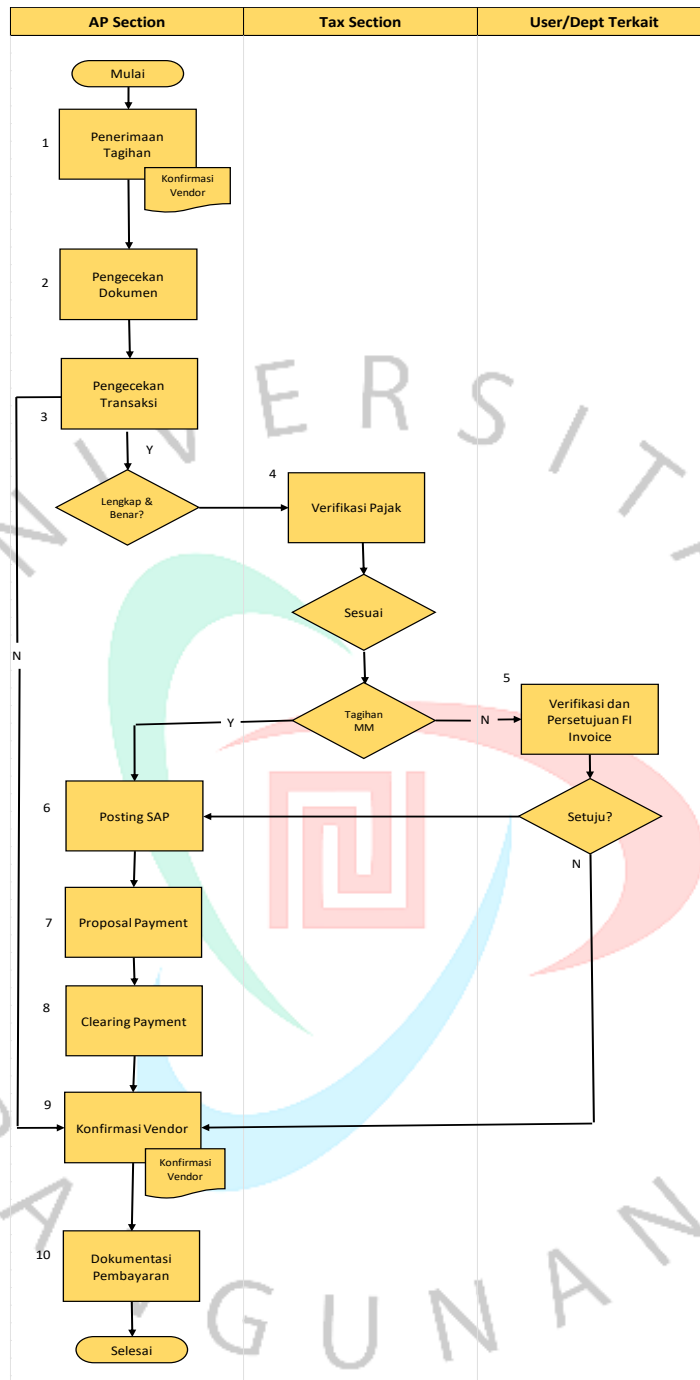 AP Section
Tax Section
User/Dept Terkait
Mulai
1
Penerimaan
Tagihan
Konfirmasi
Vendor
2
Pengecekan
Dokumen
3
Pengecekan
Transaksi
Y
Lengkap &
Benar?
4
Verifikasi Pajak
Sesuai
N
Tagihan
MM
Y
N
5
Verifikasi dan
Persetujuan FI
Invoice
6
Posting SAP
Setuju?
N
7
Proposal Payment
8
Clearing Payment
9
Konfirmasi Vendor
Konfirmasi
Vendor
10
Dokumentasi
Pembayaran
Selesai
NIVERSITA
P
A
NGUNAN